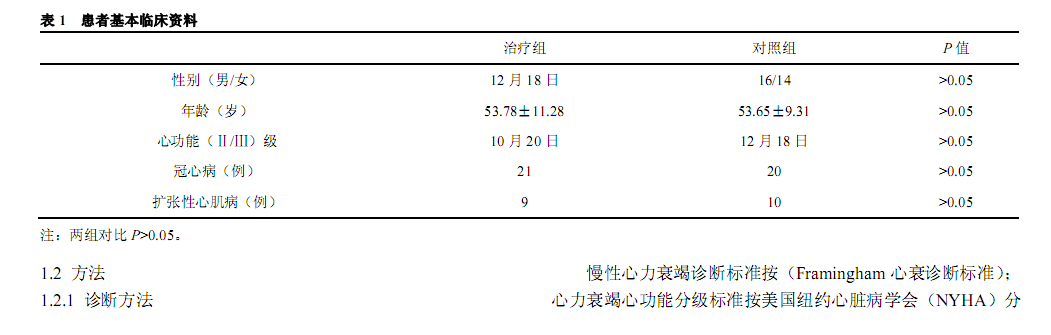 表 1 患者基本临床资料
治疗组 对照组 P 值
性别（男/女） 12 月 18 日 16/14 >0.05
年龄（岁） 53.78±11.28 53.65±9.31 >0.05
心功能（Ⅱ/Ⅲ）级 10 月 20 日 12 月 18 日 >0.05
冠心病（例） 21 20 >0.05
扩张性心肌病（例） 9 10 >0.05
注：两组对比 P>0.05。
1.2 方法
1.2.1 诊断方法
慢性心力衰竭诊断标准按（Framingham 心衰诊断标准）；
心力衰竭心功能分级标准按美国纽约心脏病学会（NYHA）分